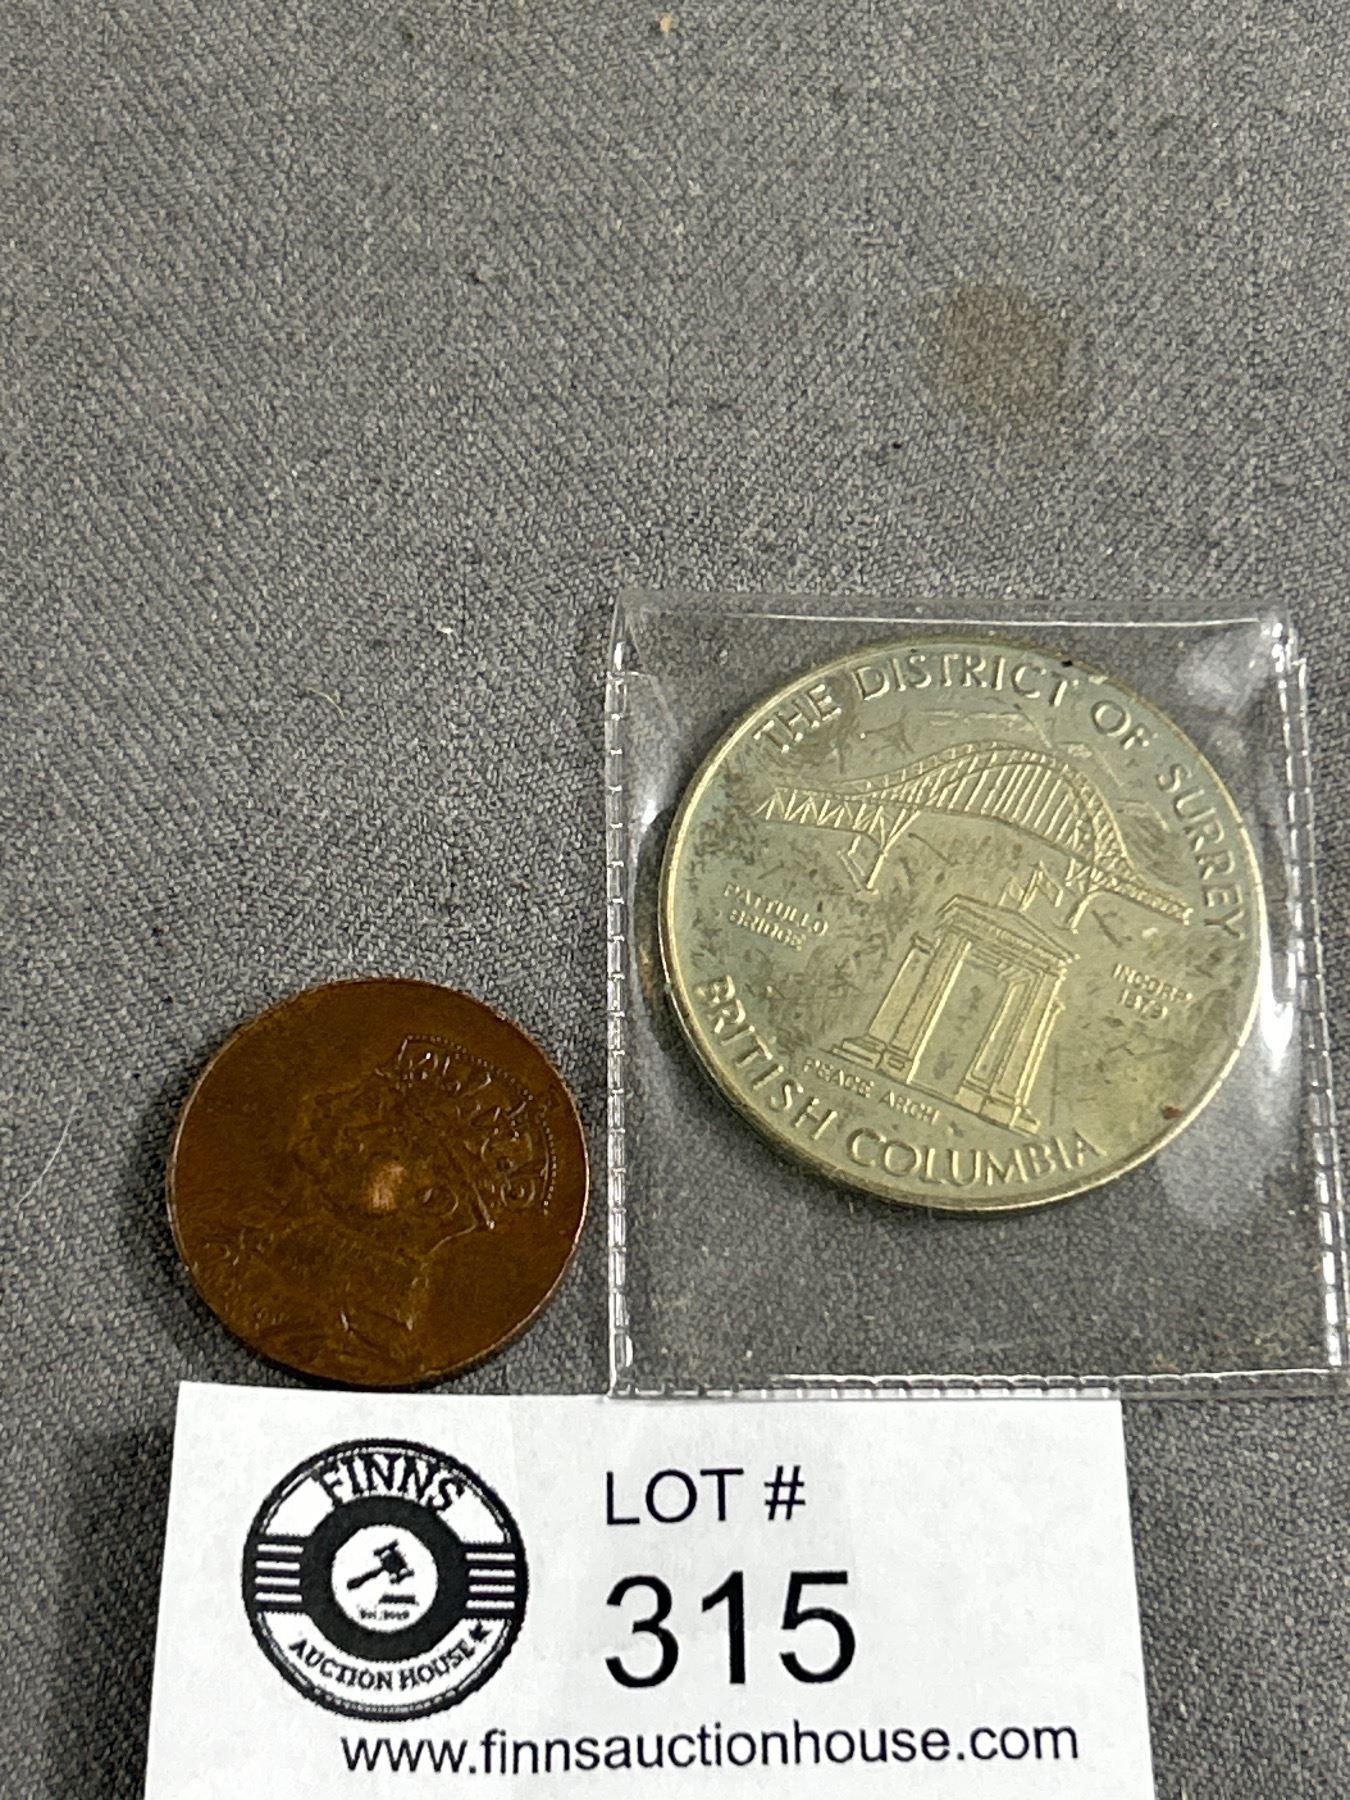 THE DISTRICT OF SURREY
PATTULLO
BRIDGE
INCORP.
1879
PEACE ARCH
BRITISH COLUMBIA
FINNS
AUCTION HOUSE
LOT #
315
www.finnsauctionhouse.com